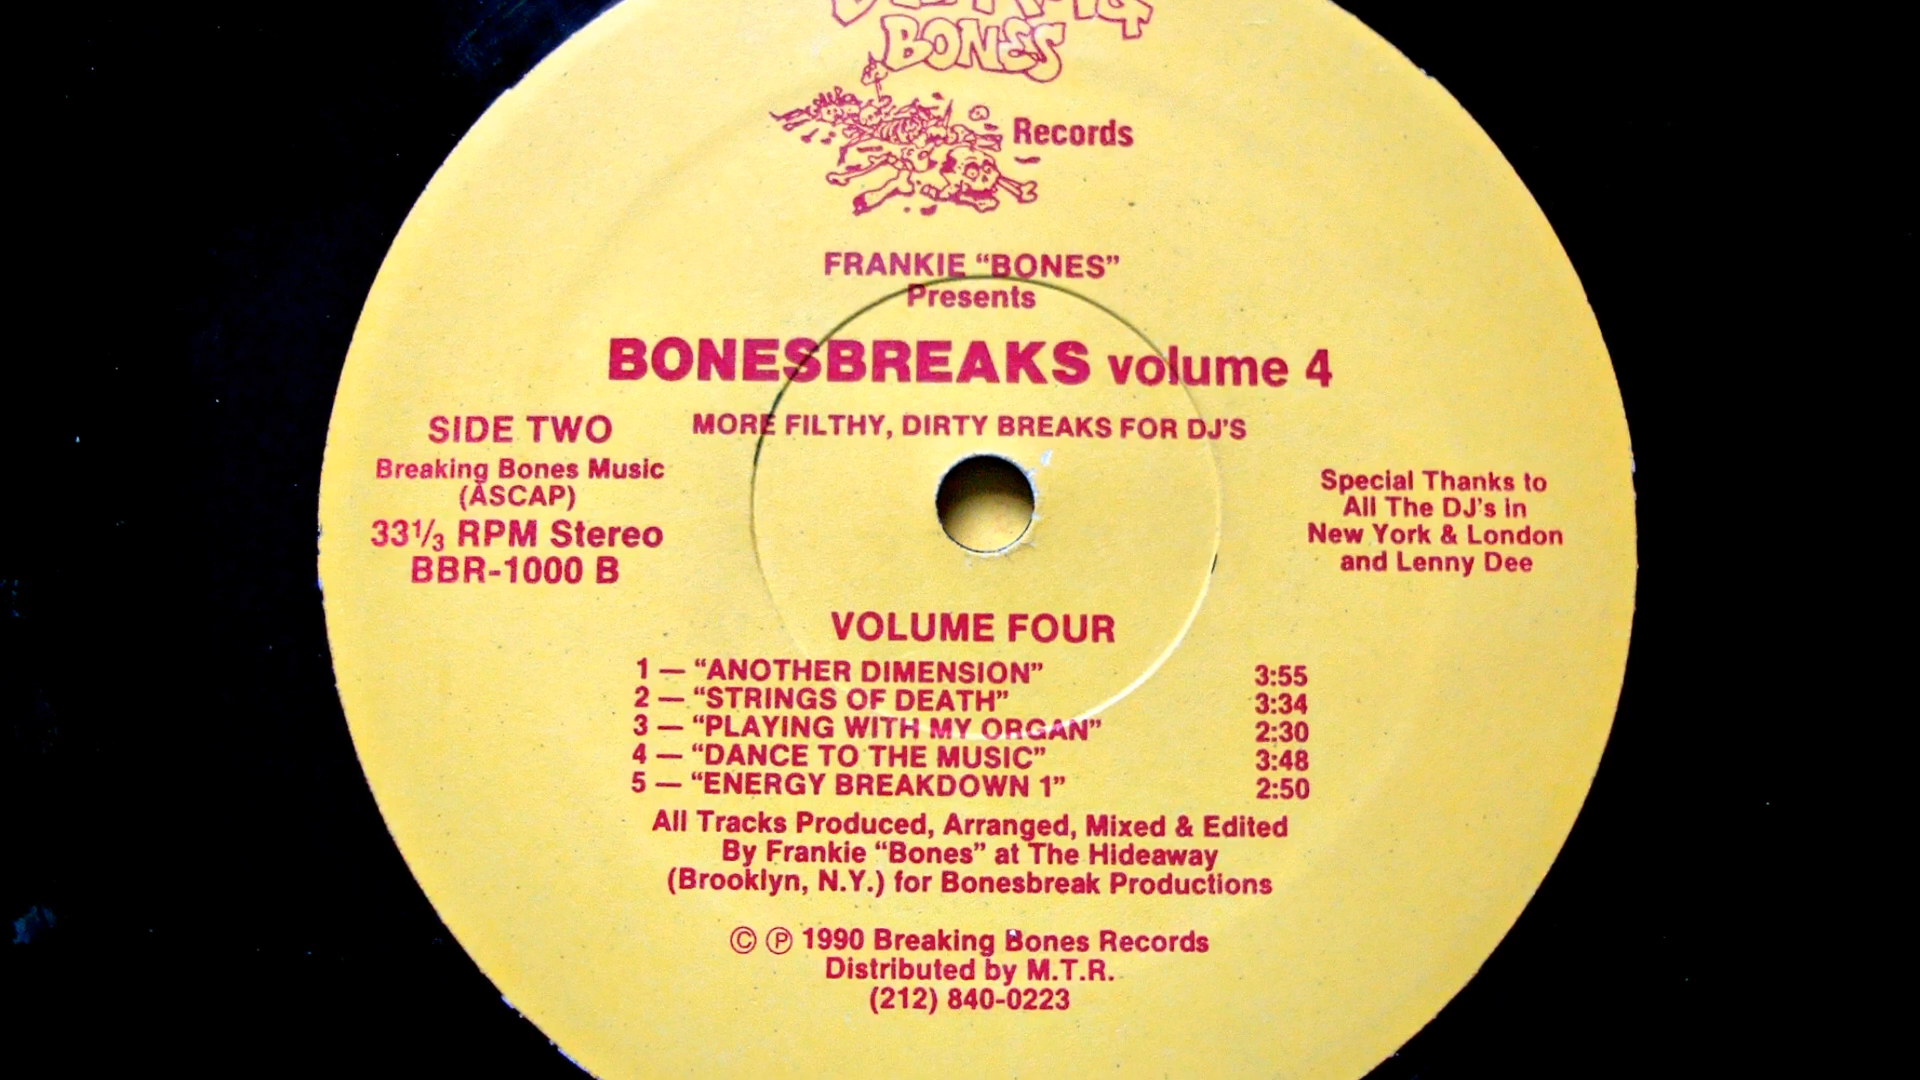 BONES
Records
FRANKIE “BONES”
Presents
BONESBREAKS volume 4
MORE FILTHY, DIRTY BREAKS FOR DJ'S
SIDE TWO
Breaking Bones Music
(ASCAP)
33⅓ RPM Stereo
BBR-1000 B
Special Thanks to
All The DJ's in
New York & London
and Lenny Dee
VOLUME FOUR
1 — “ANOTHER DIMENSION” 3:55
2 — “STRINGS OF DEATH” 3:34
3 — “PLAYING WITH MY ORGAN” 2:30
4 — “DANCE TO THE MUSIC” 3:48
5 — “ENERGY BREAKDOWN 1” 2:50
All Tracks Produced, Arranged, Mixed & Edited
By Frankie “Bones” at The Hideaway
(Brooklyn, N.Y.) for Bonesbreak Productions
© ℗ 1990 Breaking Bones Records
Distributed by M.T.R.
(212) 840-0223